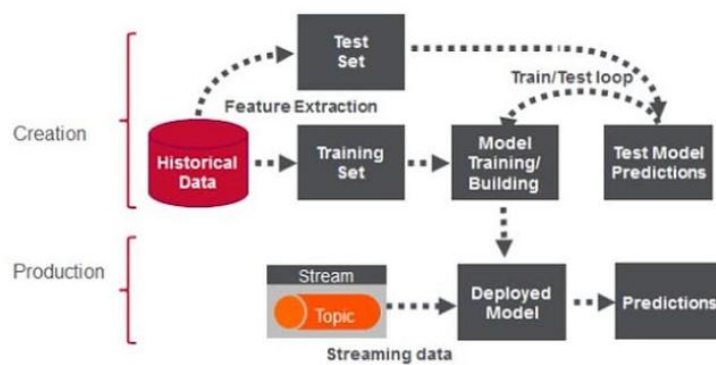 Test
Set
Train/Test loop
Feature Extraction
Creation
Historical
Data
Training
Set
Model
Training/
Building
Test Model
Predictions
Production
Stream
Topic
Deployed
Model
Predictions
Streaming data